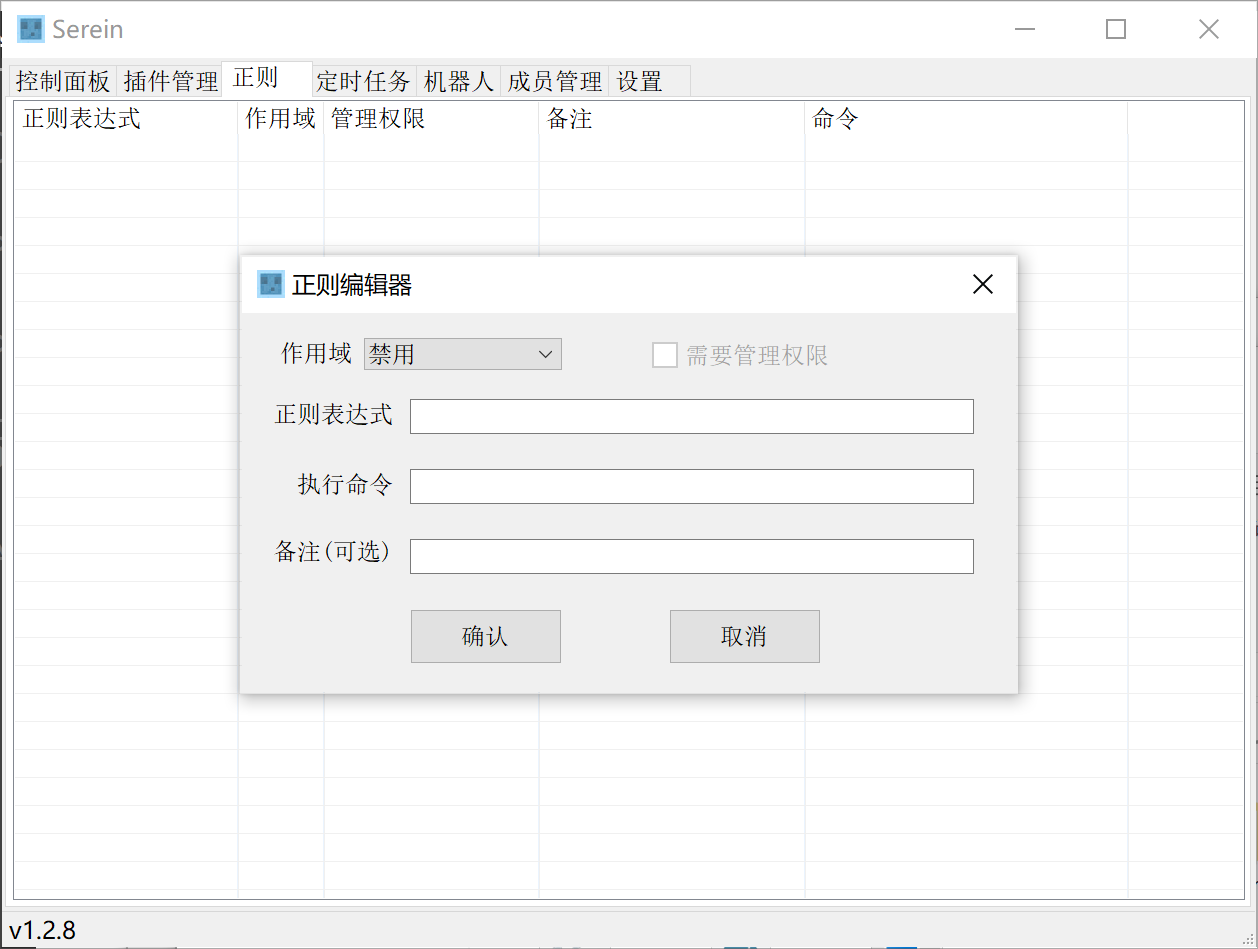 Serein
控制面板 插件管理 正则 定时任务 机器人 成员管理 设置
正则表达式 作用域 管理权限 备注 命令
正则编辑器
作用域 禁用 需要管理权限
正则表达式
执行命令
备注(可选)
确认 取消
v1.2.8